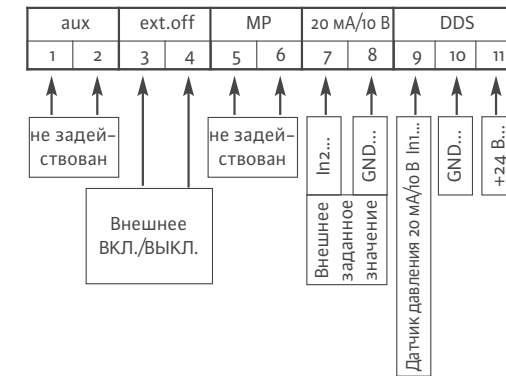 aux ext.off MP 20 мА/10 В DDS
1 2 3 4 5 6 7 8 9 10 11
не задей-
ствован
Внешнее
ВКЛ./ВЫКЛ.
не задей-
ствован
In2...
GND...
Внешнее
заданное
значение
Датчик давления 20 мА/10 В In1...
GND...
+24 В...